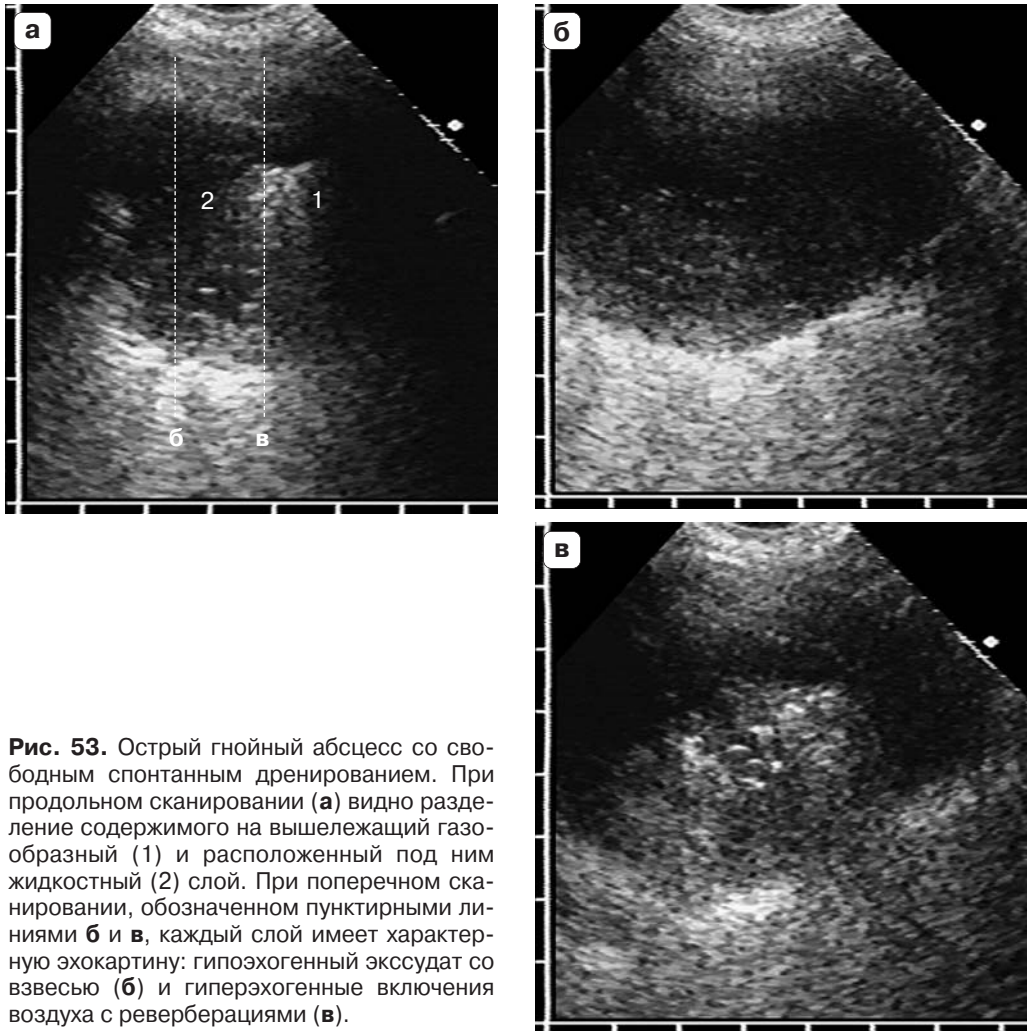 а
б
2
1
б
в
в
Рис. 53. Острый гнойный абсцесс со сво-
бодным спонтанным дренированием. При
продольном сканировании (а) видно разде-
ление содержимого на вышележащий газо-
образный (1) и расположенный под ним
жидкостный (2) слой. При поперечном ска-
нировании, обозначенном пунктирными ли-
ниями б и в, каждый слой имеет характер-
ную эхокартину: гипоэхогенный экссудат со
взвесью (б) и гиперэхогенные включения
воздуха с реверберациями (в).